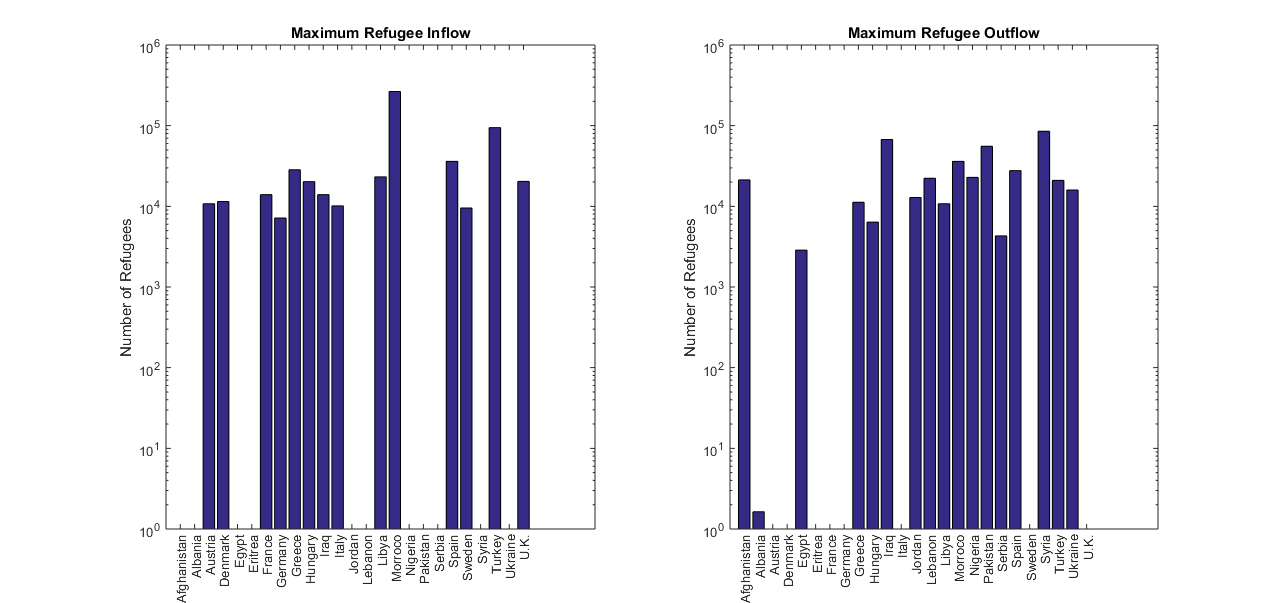 Maximum Refugee Inflow
10^6
10^5
10^4
10^3
10^2
10^1
10^0
Number of Refugees
Afghanistan
Albania
Austria
Denmark
Egypt
Eritrea
France
Germany
Greece
Hungary
Iraq
Italy
Jordan
Lebanon
Libya
Moroco
Nigeria
Pakistan
Serbia
Spain
Sweden
Syria
Turkey
Ukraine
U.K.
Maximum Refugee Outflow
10^6
10^5
10^4
10^3
10^2
10^1
10^0
Number of Refugees
Afghanistan
Albania
Austria
Denmark
Egypt
Eritrea
France
Germany
Greece
Hungary
Iraq
Italy
Jordan
Lebanon
Libya
Moroco
Nigeria
Pakistan
Serbia
Spain
Sweden
Syria
Turkey
Ukraine
U.K.